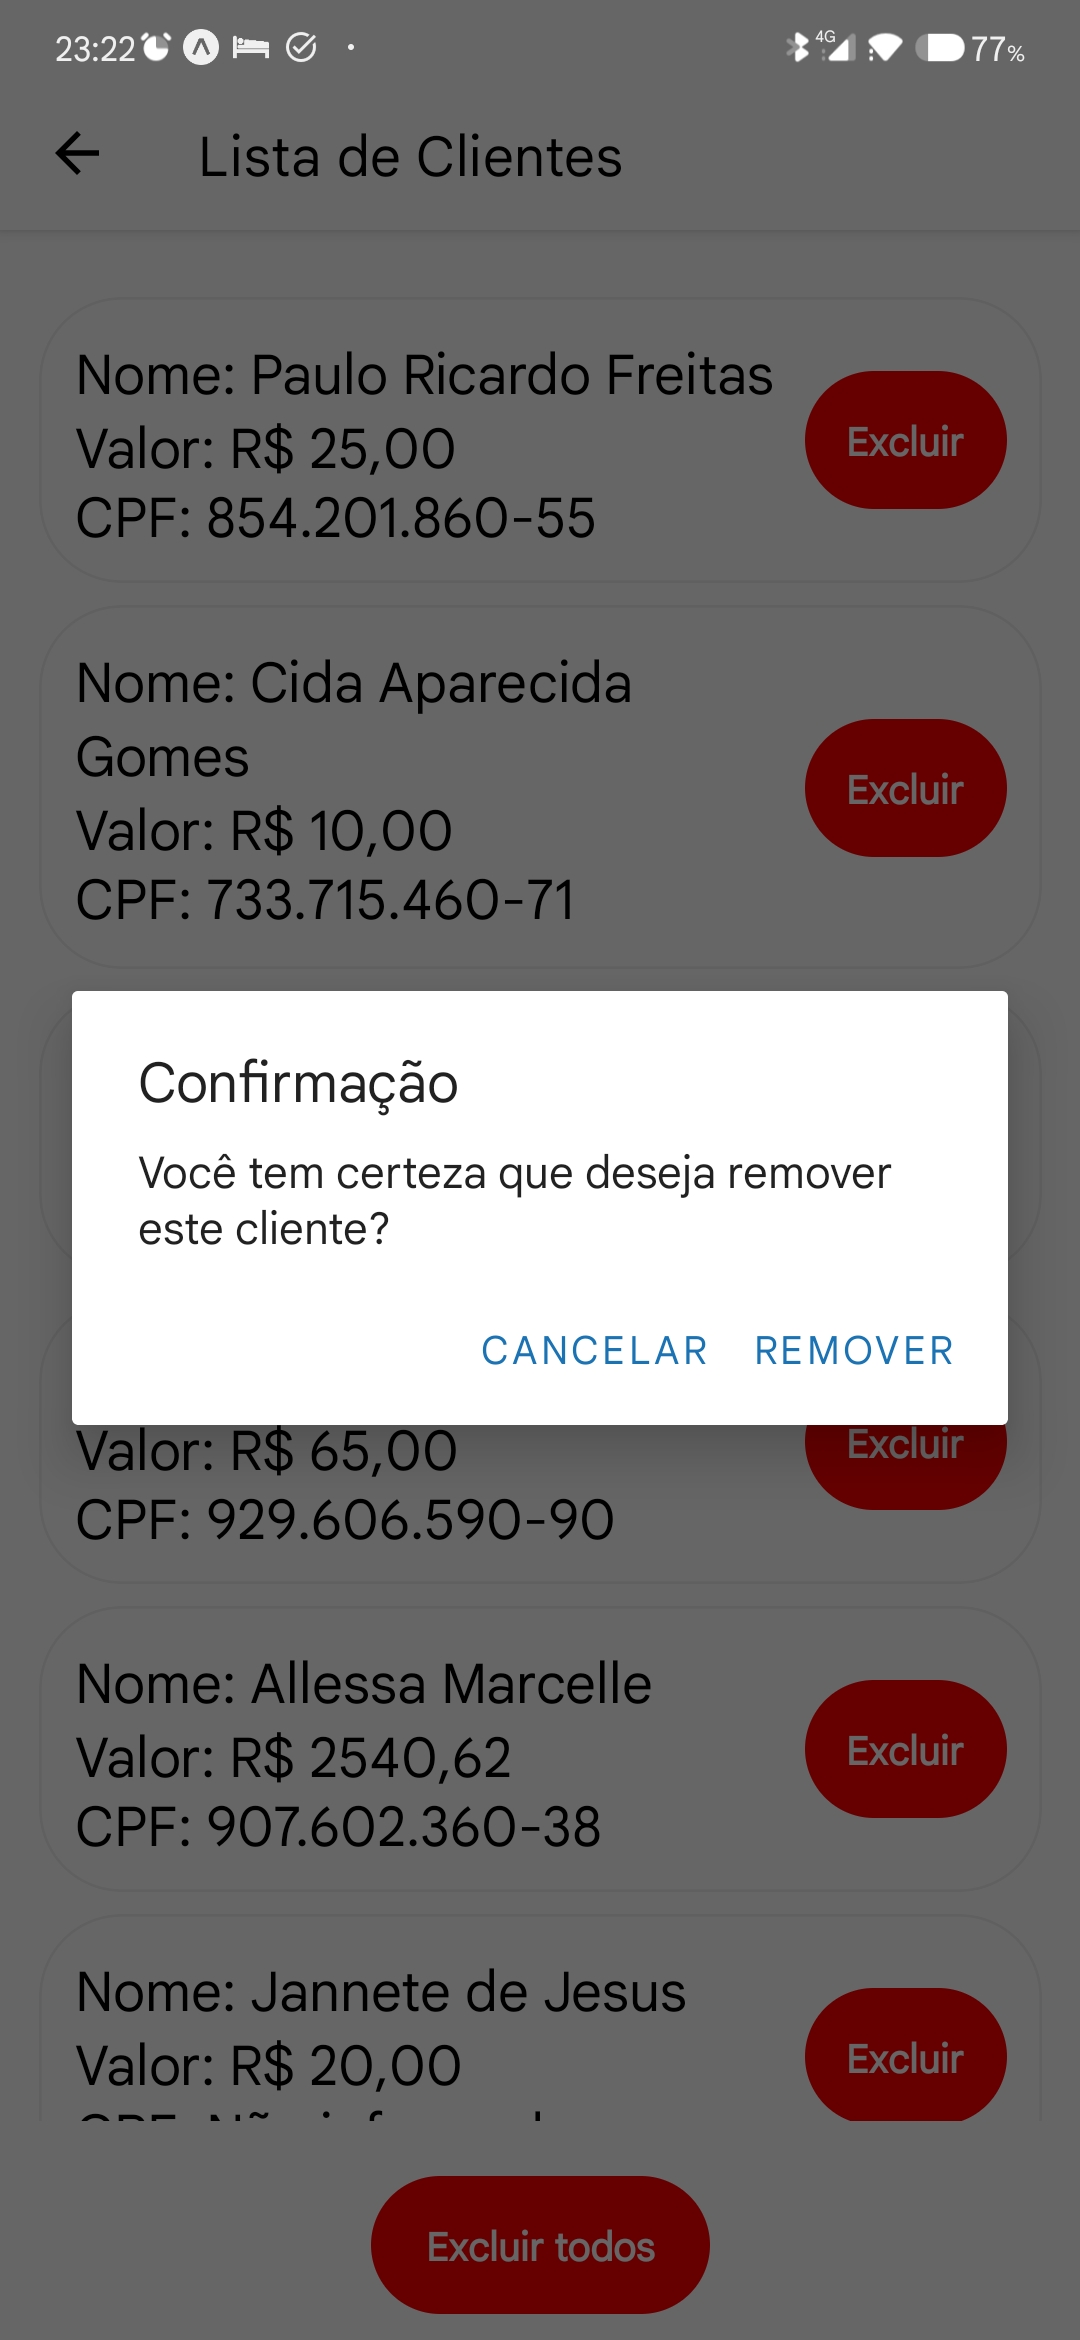 23:22
4G
77%
Lista de Clientes
Nome: Paulo Ricardo Freitas
Valor: R$ 25,00
CPF: 854.201.860-55
Excluir
Nome: Cida Aparecida
Gomes
Valor: R$ 10,00
CPF: 733.715.460-71
Excluir
Confirmação
Você tem certeza que deseja remover
este cliente?
CANCELAR REMOVER
Valor: R$ 65,00
CPF: 929.606.590-90
Excluir
Nome: Allessa Marcelle
Valor: R$ 2540,62
CPF: 907.602.360-38
Excluir
Nome: Jannete de Jesus
Valor: R$ 20,00
Excluir
Excluir todos